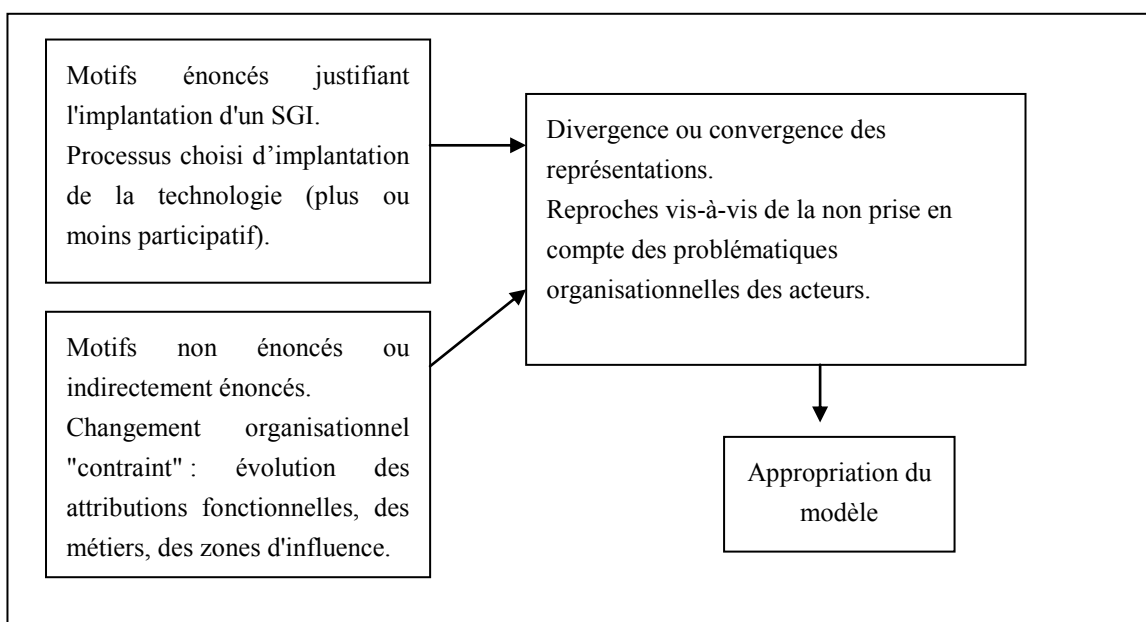 Motifs énoncés justifiant
l'implantation d'un SGI.
Processus choisi d’implantation
de la technologie (plus ou
moins participatif).
Motifs non énoncés ou
indirectement énoncés.
Changement organisationnel
"contraint" : évolution des
attributions fonctionnelles, des
métiers, des zones d'influence.
Divergence ou convergence des
représentations.
Reproches vis-à-vis de la non prise en
compte des problématiques
organisationnelles des acteurs.
Appropriation du
modèle